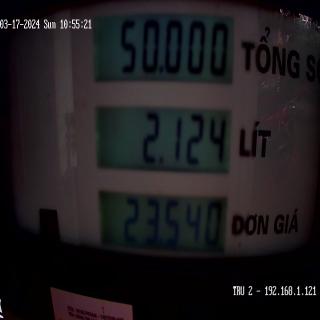 03-17-2024 Sun 10:55:21
50.000 TỔNG S
2.124 LÍT
23.540 ĐƠN GIÁ
TRU 2 - 192.168.1.121